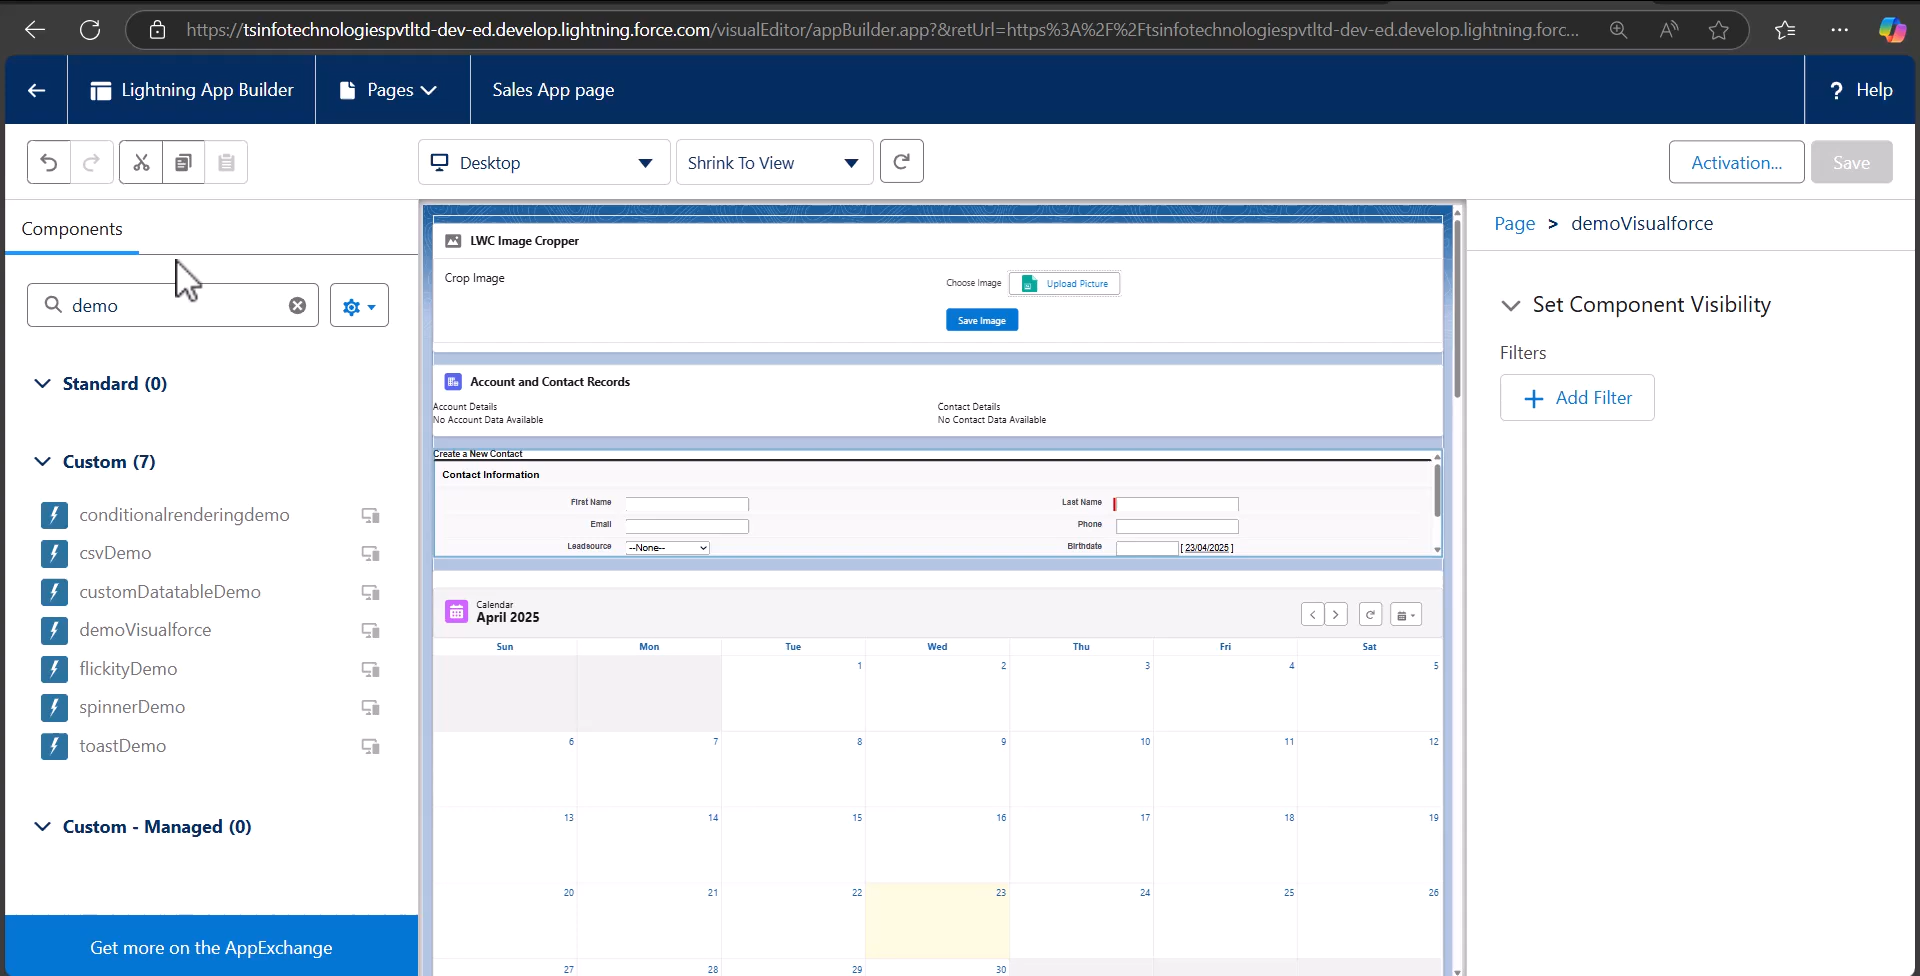 https://tsinfotechnologiespvtltd-dev-ed.develop.lightning.force.com/visualEditor/appBuilder.app?&retUrl=https%3A%2F%2Ftsinfotechnologiespvtltd-dev-ed.develop.lightning.forc...
Lightning App Builder
Pages
Sales App page
? Help
Desktop
Shrink To View
Activation...
Save
Components
demo
Standard (0)
Custom (7)
conditionalrenderingdemo
csvDemo
customDatatableDemo
demoVisualforce
flickityDemo
spinnerDemo
toastDemo
Custom - Managed (0)
Get more on the AppExchange
LWC Image Cropper
Crop Image
Choose Image
Upload Picture
Save Image
Account and Contact Records
Account Details
No Account Data Available
Contact Details
No Contact Data Available
Create a New Contact
Contact Information
First Name
Last Name
Email
Phone
Leadsource
--None--
Birthdate
[ 23/04/2025 ]
Calendar
April 2025
Sun Mon Tue Wed Thu Fri Sat
1 2 3 4 5
6 7 8 9 10 11 12
13 14 15 16 17 18 19
20 21 22 23 24 25 26
27 28 29 30
Page > demoVisualforce
Set Component Visibility
Filters
+ Add Filter